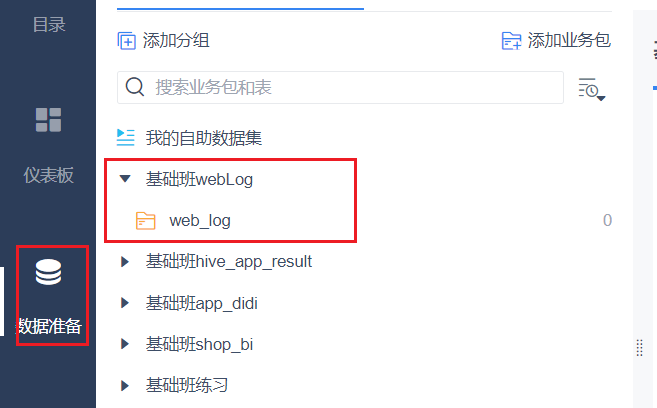 目录
添加分组
添加业务包
搜索业务包和表
我的自助数据集
仪表板
基础班webLog
web_log
0
基础班hive_app_result
基础班app_didi
数据准备
基础班shop_bi
基础班练习